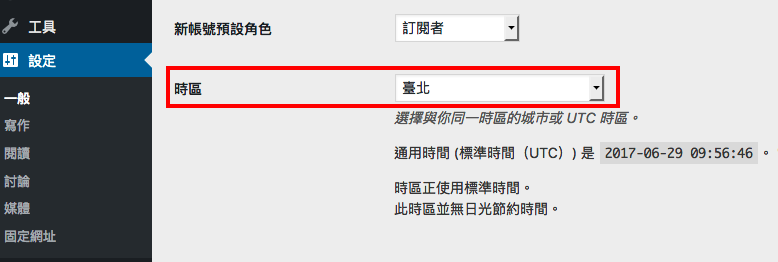 工具
設定
一般
寫作
閱讀
討論
媒體
固定網址
新帳號預設角色 訂閱者
時區 臺北
選擇與你同一時區的城市或 UTC 時區。
通用時間 (標準時間（UTC）) 是 2017-06-29 09:56:46 。
時區正使用標準時間。
此時區並無日光節約時間。